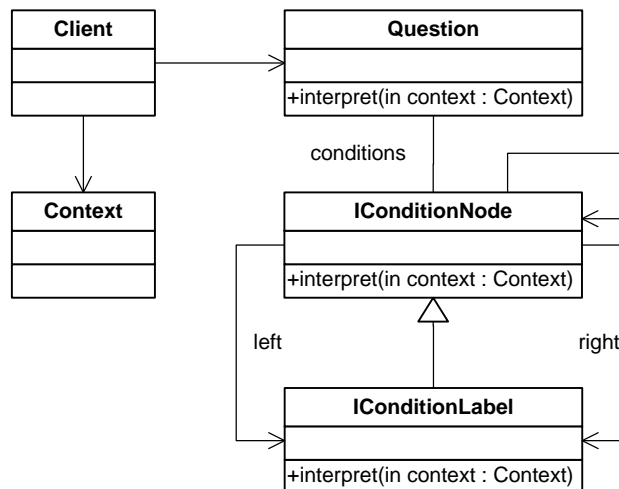 Client
Question
+interpret(in context : Context)
conditions
Context
IConditionNode
+interpret(in context : Context)
left
right
IConditionLabel
+interpret(in context : Context)